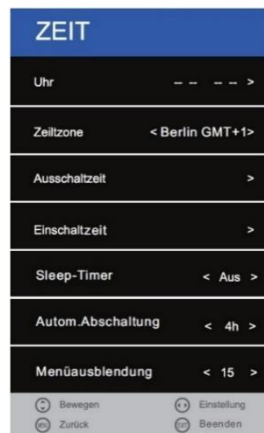 ZEIT
Uhr -- -- >
Zeiltzone < Berlin GMT+1>
Ausschaltzeit >
Einschaltzeit >
Sleep-Timer < Aus >
Autom.Abschaltung < 4h >
Menüausblendung < 15 >
Bewegen Einstellung
Zurück Beenden